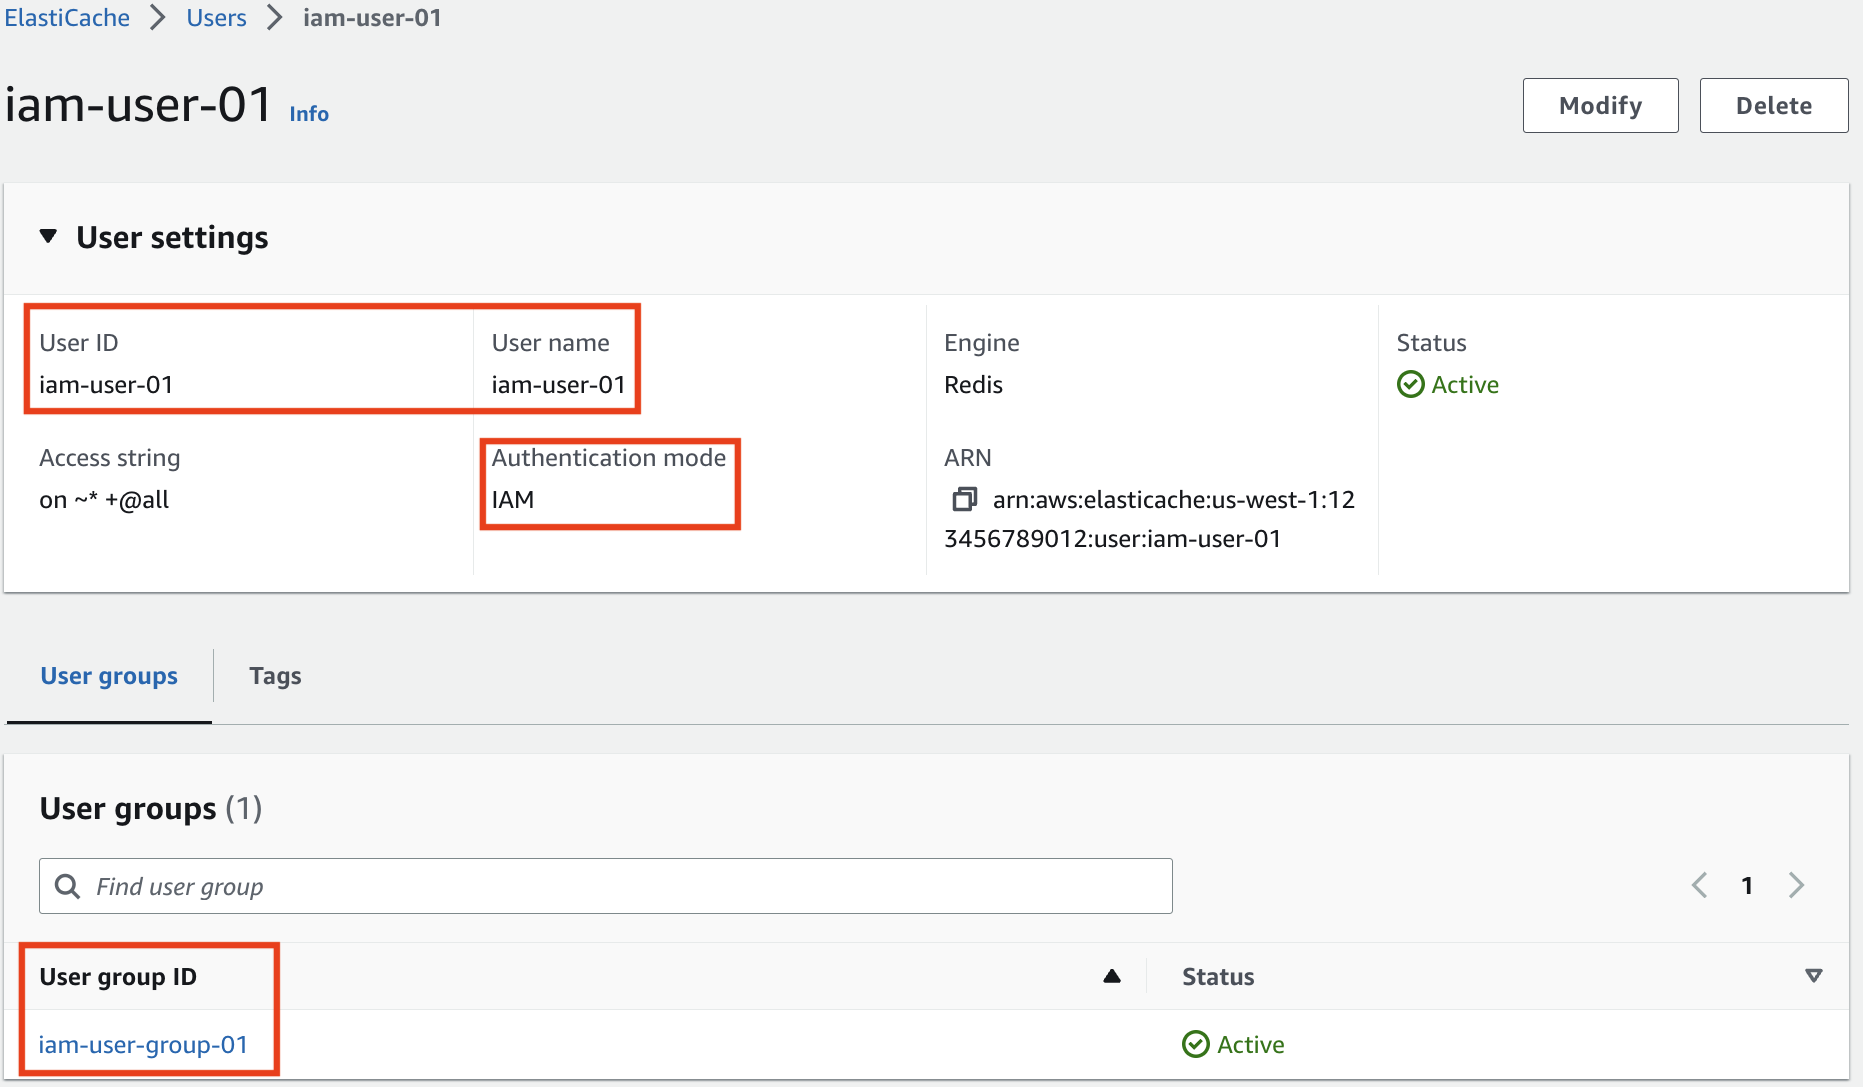 ElastiCache > Users > iam-user-01
iam-user-01 Info
Modify Delete
User settings
User ID
iam-user-01
User name
iam-user-01
Engine
Redis
Status
Active
Access string
on ~* +@all
Authentication mode
IAM
ARN
arn:aws:elasticache:us-west-1:12
3456789012:user:iam-user-01
User groups Tags
User groups (1)
Find user group
1
User group ID Status
iam-user-group-01 Active